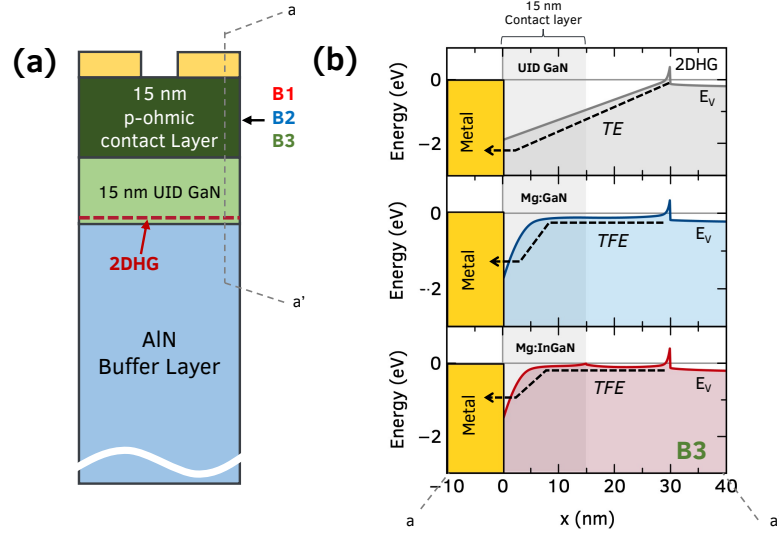 (a)
a
15 nm
p-ohmic
contact Layer
B1
B2
B3
15 nm UID GaN
2DHG
a'
AlN
Buffer Layer
(b)
15 nm
Contact layer
UID GaN
2DHG
Energy (eV)
0
−2
Metal
TE
Ev
Mg:GaN
Energy (eV)
0
-·2
Metal
TFE
Ev
Mg:InGaN
Energy (eV)
0
−2
Metal
TFE
Ev
B3
−10 0 10 20 30 40
a
x (nm)
a